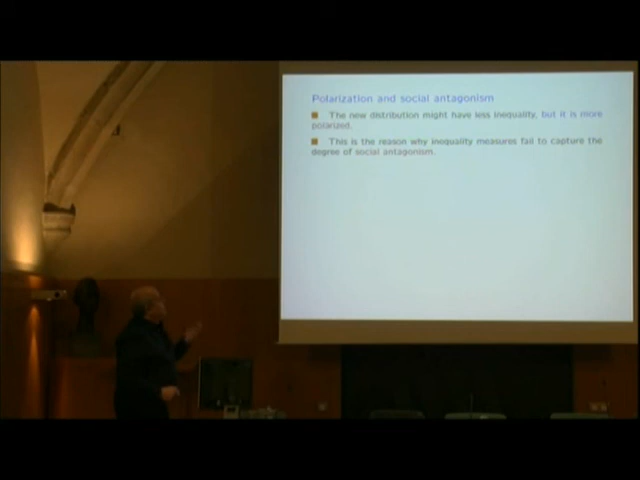 Polarization and social antagonism
The new distribution might have less inequality, but it is more
polarized.
This is the reason why inequality measures fail to capture the
degree of social antagonism.